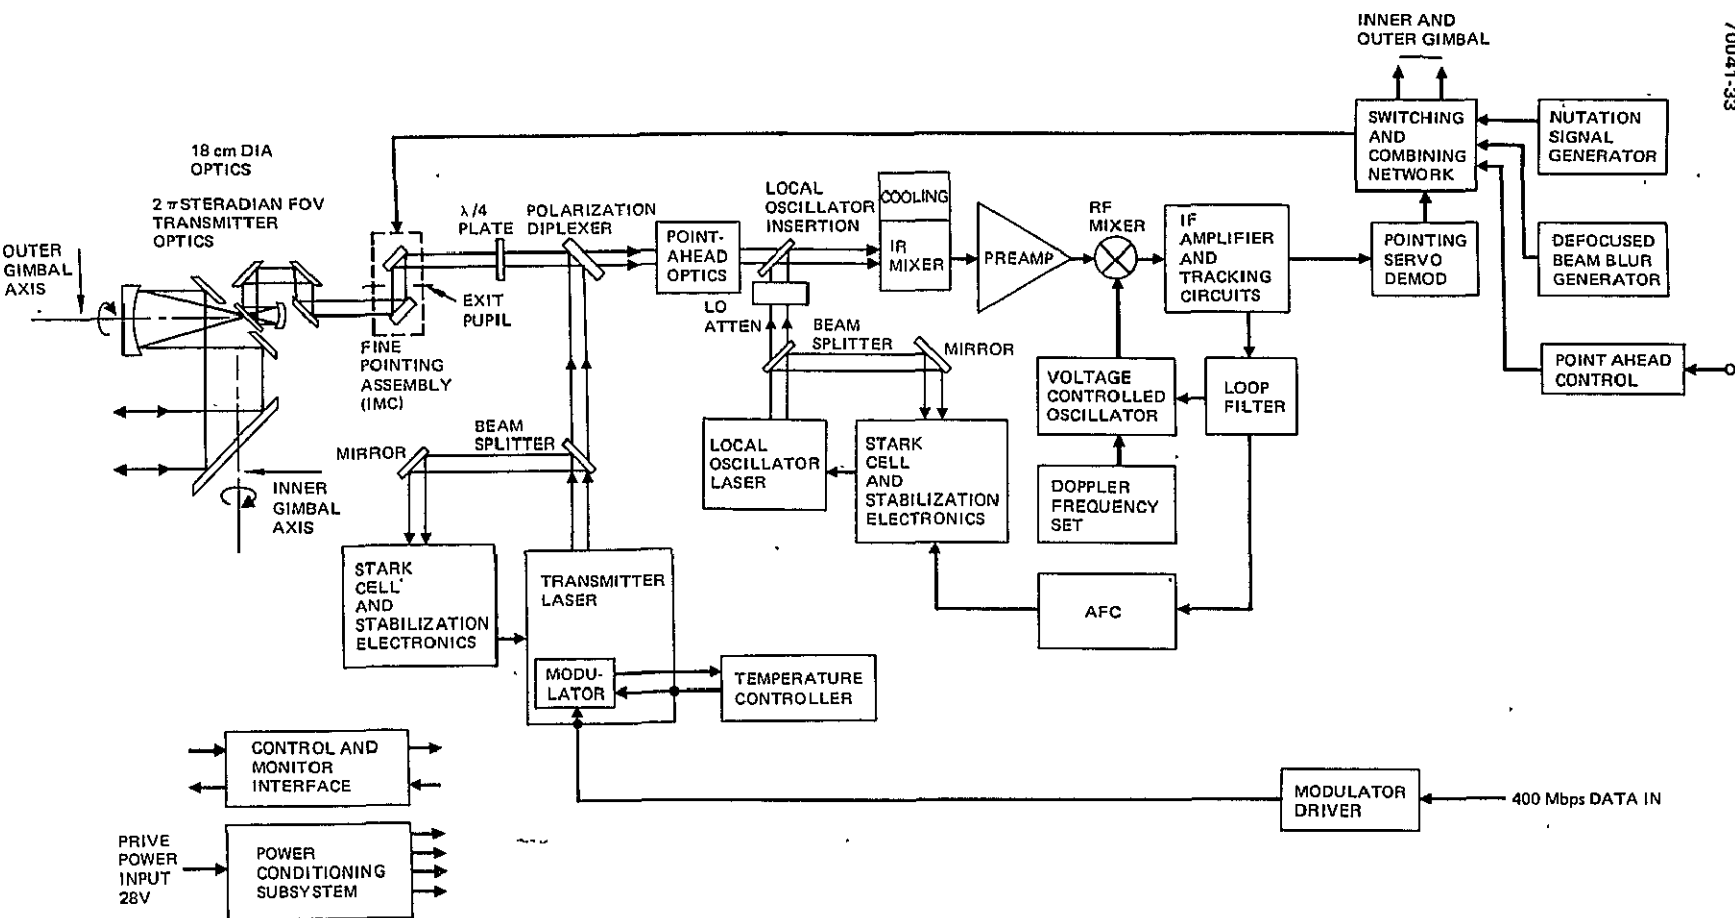 70041-33
INNER AND
OUTER GIMBAL
SWITCHING
AND
COMBINING
NETWORK
NUTATION
SIGNAL
GENERATOR
18 cm DIA
OPTICS
2 π STERADIAN FOV
TRANSMITTER
OPTICS
OUTER
GIMBAL
AXIS
λ/4
PLATE
POLARIZATION
DIPLEXER
LOCAL
OSCILLATOR
INSERTION
COOLING
IR
MIXER
PREAMP
RF
MIXER
IF
AMPLIFIER
AND
TRACKING
CIRCUITS
POINTING
SERVO
DEMOD
DEFOCUSED
BEAM BLUR
GENERATOR
POINT-
AHEAD
OPTICS
EXIT
PUPIL
LO
ATTEN
BEAM
SPLITTER
MIRROR
FINE
POINTING
ASSEMBLY
(IMC)
VOLTAGE
CONTROLLED
OSCILLATOR
LOOP
FILTER
POINT AHEAD
CONTROL
MIRROR
BEAM
SPLITTER
LOCAL
OSCILLATOR
LASER
STARK
CELL
AND
STABILIZATION
ELECTRONICS
DOPPLER
FREQUENCY
SET
INNER
GIMBAL
AXIS
STARK
CELL
AND
STABILIZATION
ELECTRONICS
TRANSMITTER
LASER
AFC
MODU-
LATOR
TEMPERATURE
CONTROLLER
CONTROL AND
MONITOR
INTERFACE
MODULATOR
DRIVER
400 Mbps DATA IN
PRIVE
POWER
INPUT
28V
POWER
CONDITIONING
SUBSYSTEM